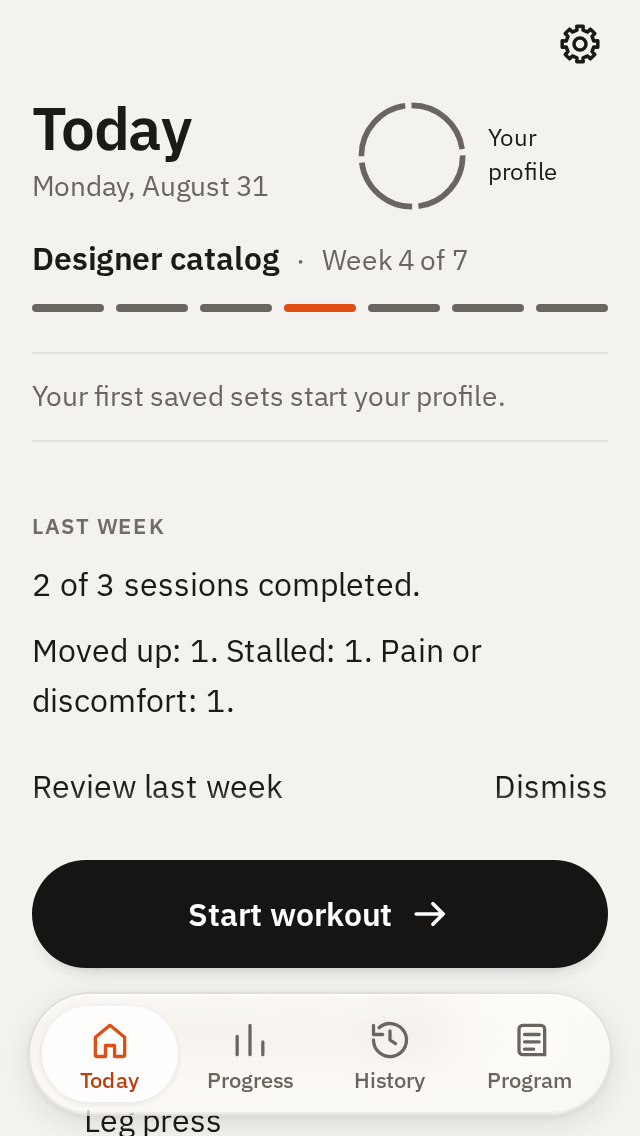 Today
Monday, August 31
Your
profile
Designer catalog · Week 4 of 7
Your first saved sets start your profile.
LAST WEEK
2 of 3 sessions completed.
Moved up: 1. Stalled: 1. Pain or
discomfort: 1.
Review last week Dismiss
Start workout →
Today Progress History Program
Leg press